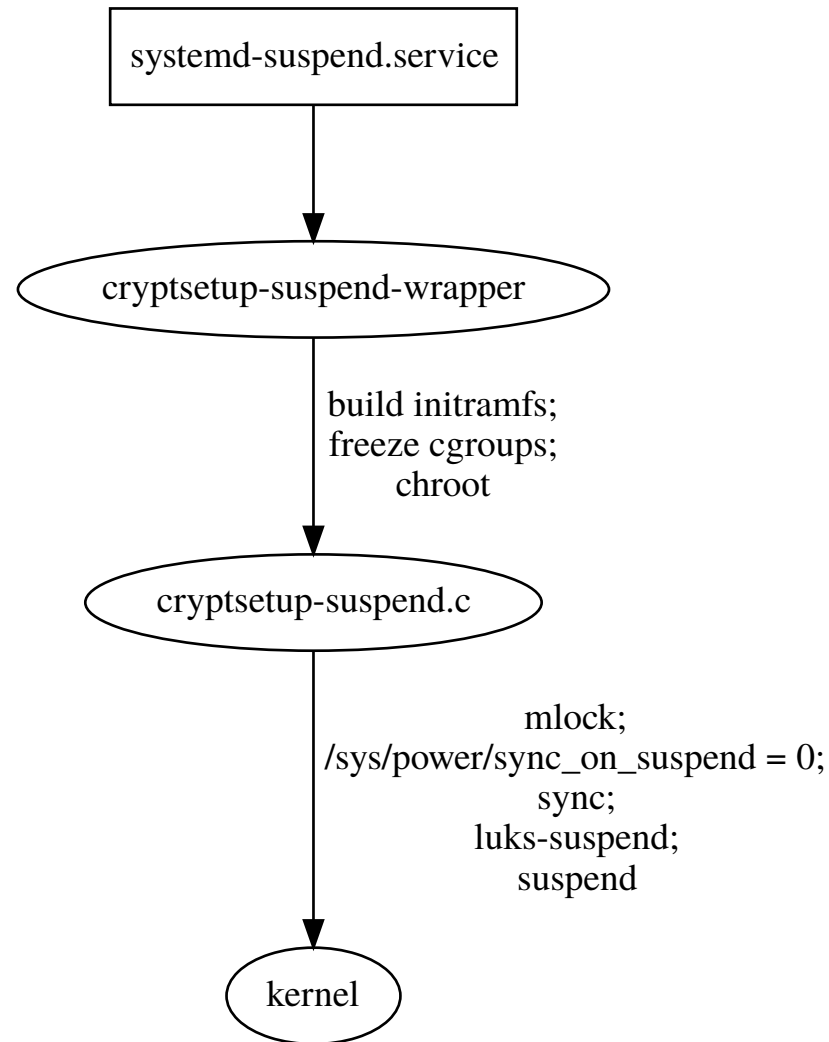 systemd-suspend.service
cryptsetup-suspend-wrapper
build initramfs;
freeze cgroups;
chroot
cryptsetup-suspend.c
mlock;
/sys/power/sync_on_suspend = 0;
sync;
luks-suspend;
suspend
kernel